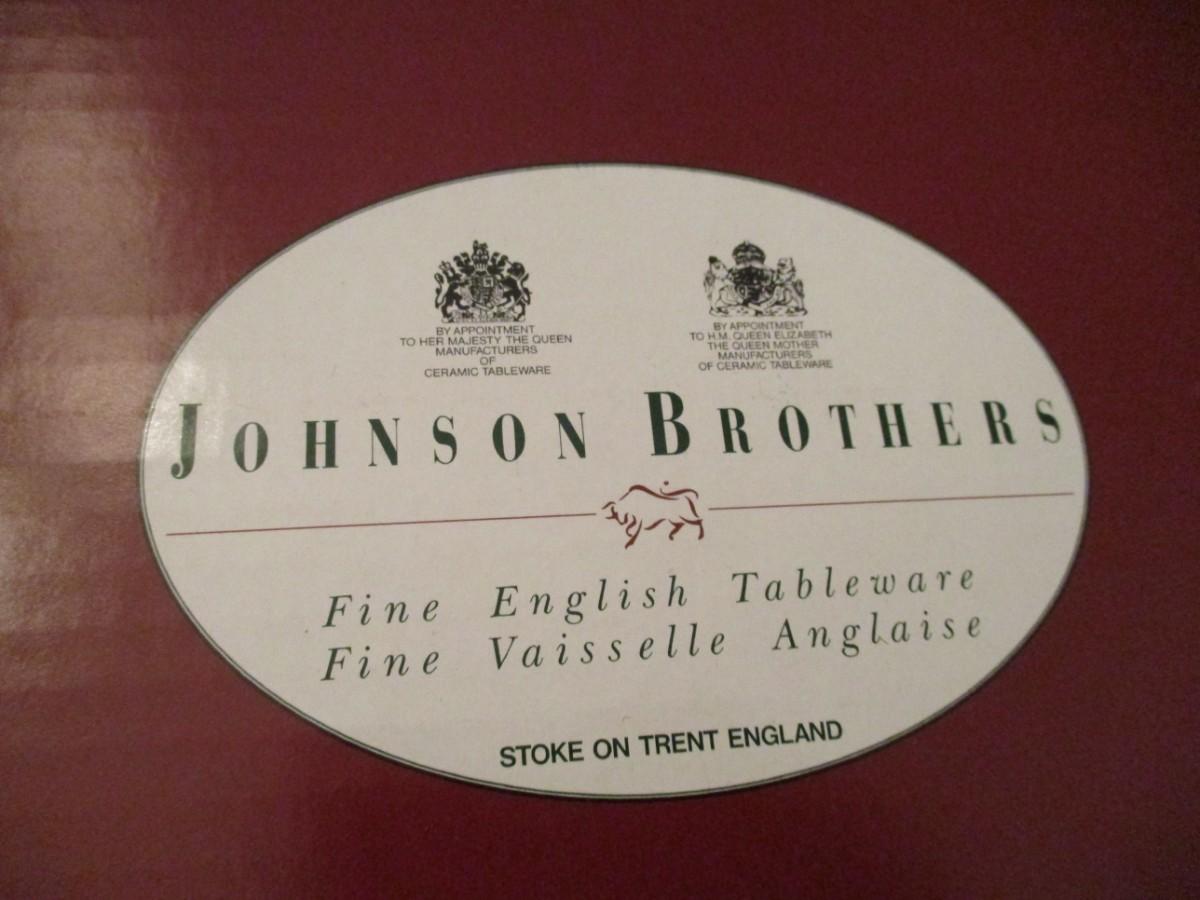 BY APPOINTMENT
TO HER MAJESTY THE QUEEN
MANUFACTURERS
OF
CERAMIC TABLEWARE
BY APPOINTMENT
TO H.M. QUEEN ELIZABETH
THE QUEEN MOTHER
MANUFACTURERS
OF CERAMIC TABLEWARE
JOHNSON BROTHERS
Fine English Tableware
Fine Vaisselle Anglaise
STOKE ON TRENT ENGLAND